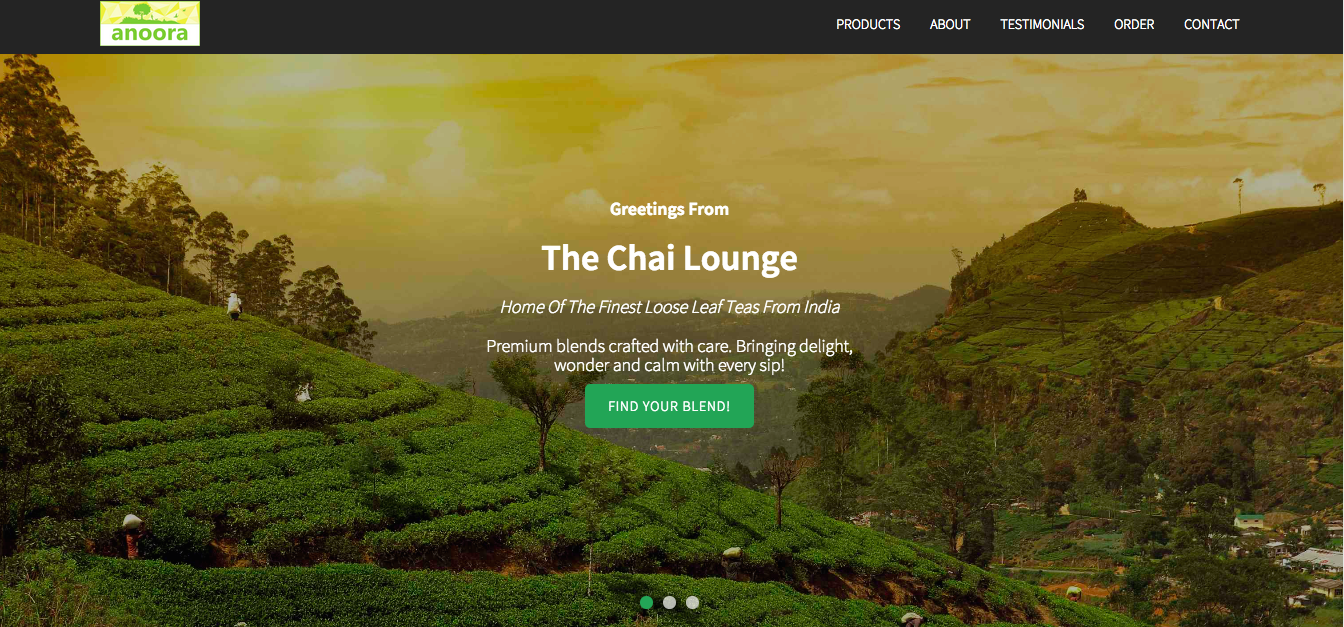 anoora
PRODUCTS ABOUT TESTIMONIALS ORDER CONTACT
Greetings From
The Chai Lounge
Home Of The Finest Loose Leaf Teas From India
Premium blends crafted with care. Bringing delight,
wonder and calm with every sip!
FIND YOUR BLEND!